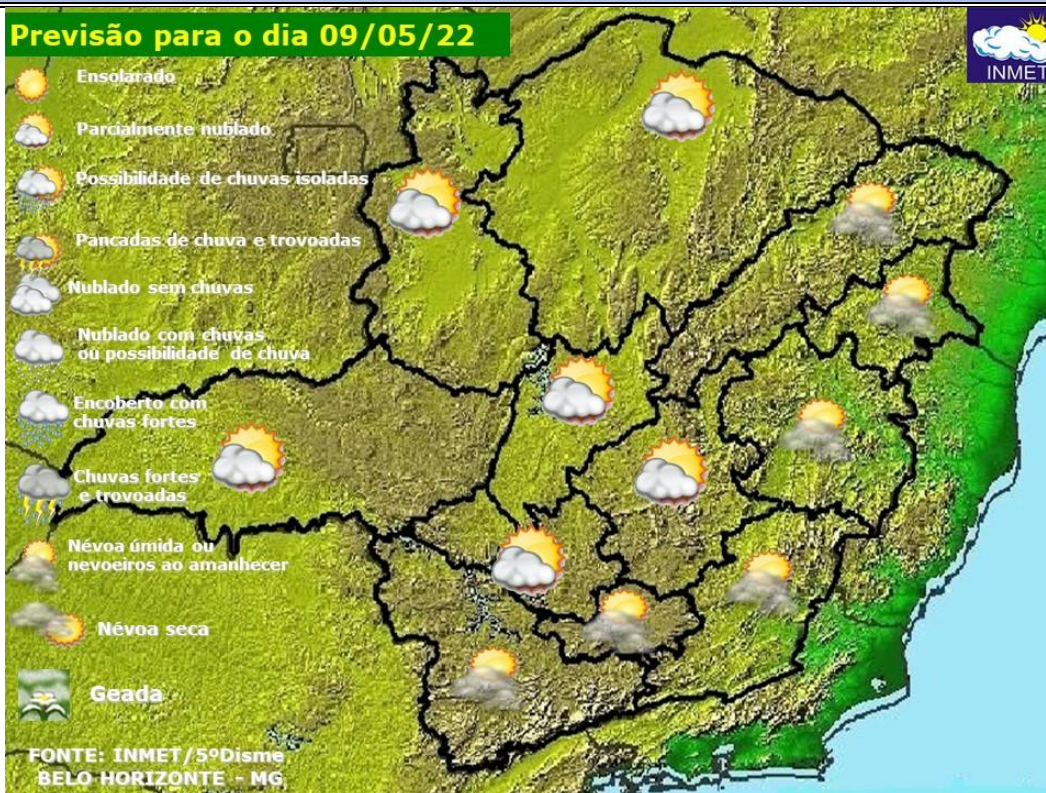 Previsão para o dia 09/05/22
INMET
Ensolarado
Parcialmente nublado
Possibilidade de chuvas isoladas
Pancadas de chuva e trovoadas
Nublado sem chuvas
Nublado com chuvas
ou possibilidade de chuva
Encoberto com
chuvas fortes
Chuvas fortes
e trovoadas
Névoa úmida ou
nevoeiros ao amanhecer
Névoa seca
Geada
FONTE: INMET/5ºDisme
BELO HORIZONTE - MG